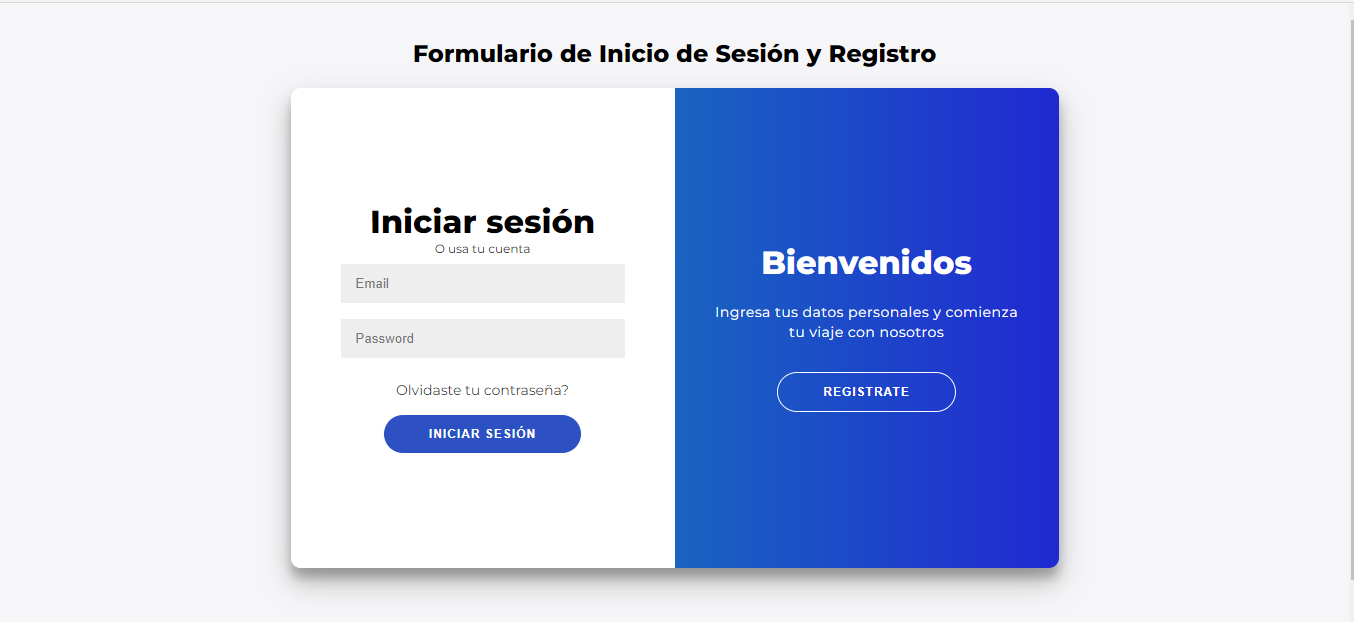 Formulario de Inicio de Sesión y Registro
Iniciar sesión
O usa tu cuenta
Email
Password
Olvidaste tu contraseña?
INICIAR SESIÓN
Bienvenidos
Ingresa tus datos personales y comienza
tu viaje con nosotros
REGISTRATE